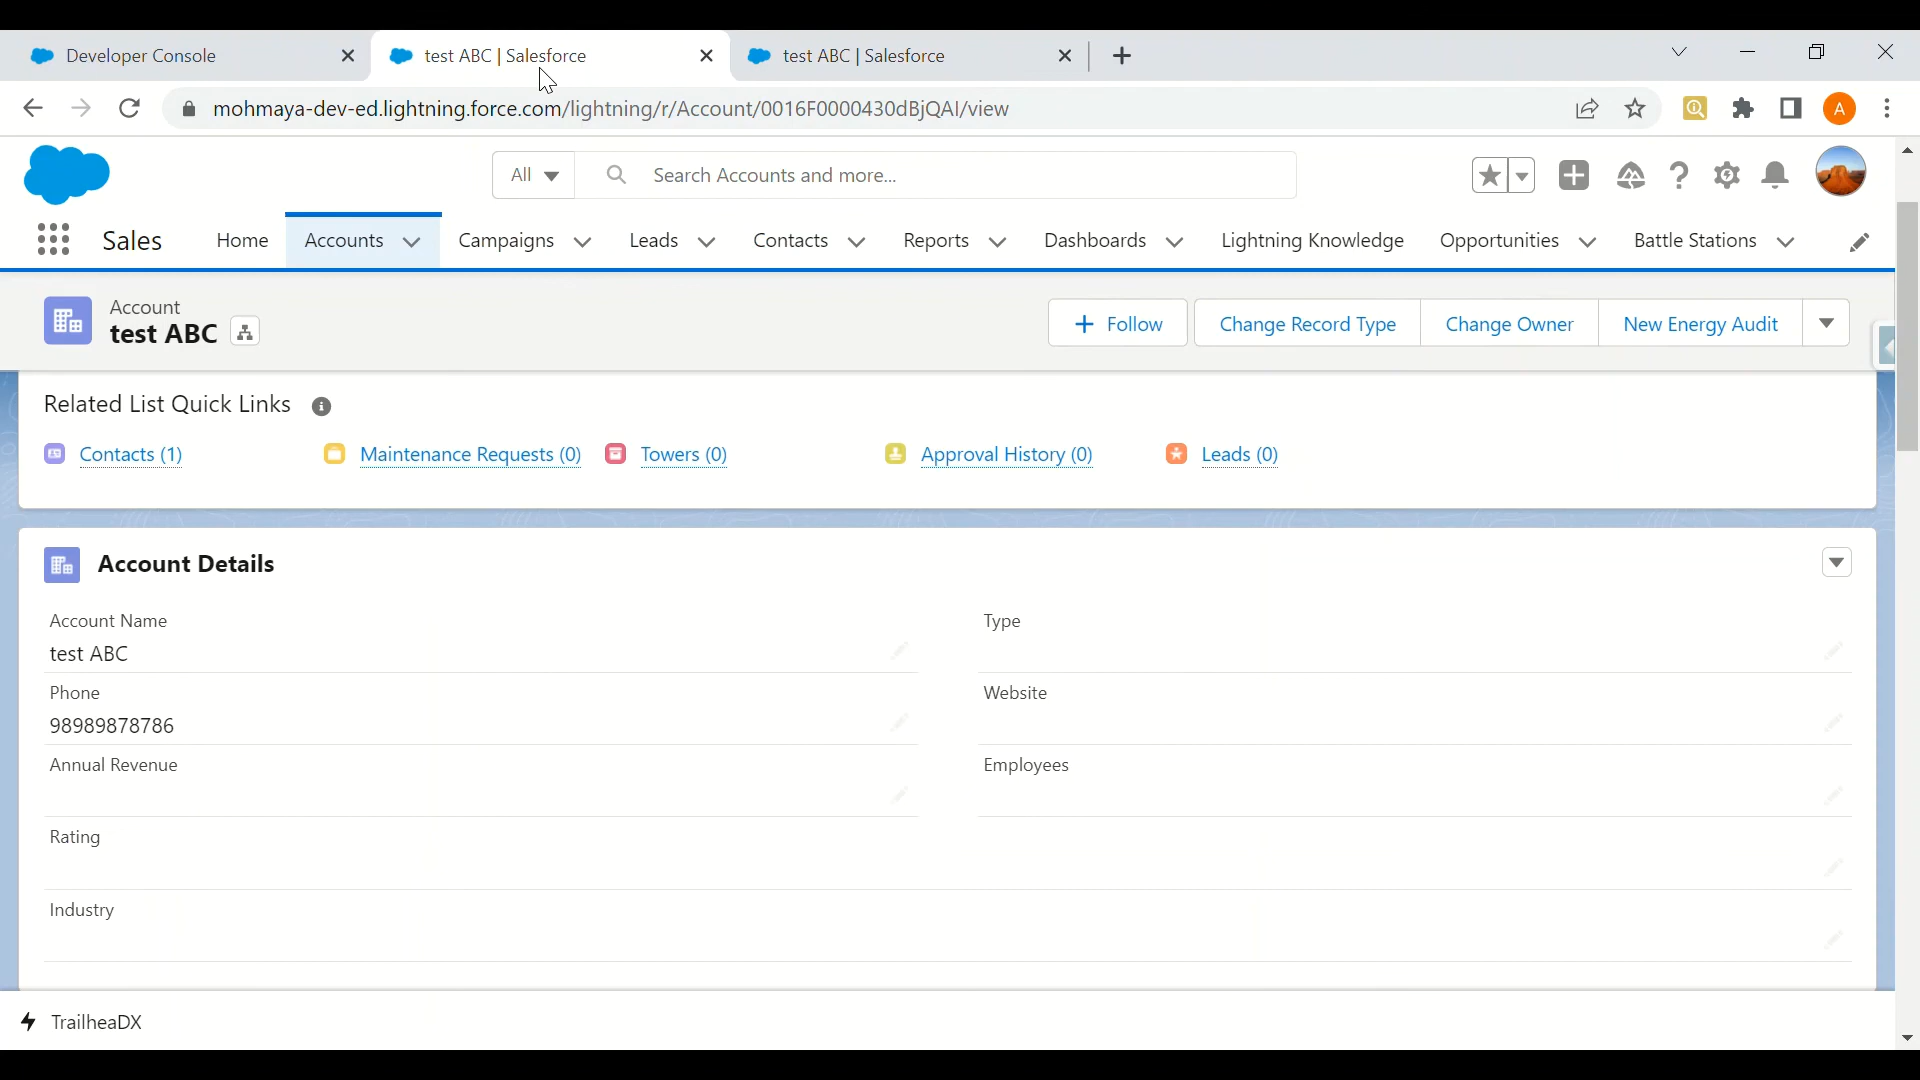 Developer Console
test ABC | Salesforce
test ABC | Salesforce
mohmaya-dev-ed.lightning.force.com/lightning/r/Account/0016F0000430dBjQAI/view
A
All
Search Accounts and more...
Sales
Home
Accounts
Campaigns
Leads
Contacts
Reports
Dashboards
Lightning Knowledge
Opportunities
Battle Stations
Account
test ABC
Follow
Change Record Type
Change Owner
New Energy Audit
Related List Quick Links
Contacts (1)
Maintenance Requests (0)
Towers (0)
Approval History (0)
Leads (0)
Account Details
Account Name
test ABC
Type
Phone
98989878786
Website
Annual Revenue
Employees
Rating
Industry
TrailheaDX